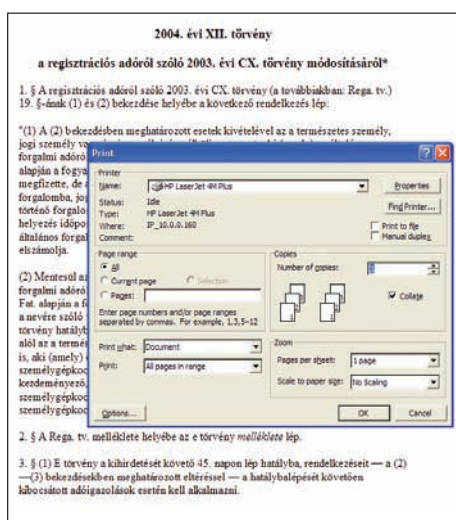 2004. évi XII. törvény
a regisztrációs adóról szóló 2003. évi CX. törvény módosításáról*
1. § A regisztrációs adóról szóló 2003. évi CX. törvény (a továbbiakban: Rega. tv.)
19. §-ának (1) és (2) bekezdése helyébe a következő rendelkezés lép:
"(1) A (2) bekezdésben meghatározott esetek kivételével az a természetes személy,
jogi személy
forgalmi adóró
alapján a fogya
megfizette, de a
forgalomba, jog
történő forgalo
helyezés időpo
általános forgal
elszámolja.
(2) Mentesül az
forgalmi adóró
Fat. alapján a f
a nevére szóló
törvény hatályb
alól az a termés
is, aki (amely)
személygépkoc
kezdeményező,
személygépkoc
személygépkoc
Print
Printer
Name: HP LaserJet 4M Plus
Properties
Status: Idle
Find Printer...
Type: HP LaserJet 4M Plus
Where: IP_10.0.0.160
Print to file
Comment:
Manual duplex
Page range
All
Current page
Selection
Pages:
Enter page numbers and/or page ranges
separated by commas. For example, 1,3,5-12
Copies
Number of copies: 1
Collate
Print what: Document
Print: All pages in range
Zoom
Pages per sheet: 1 page
Scale to paper size: No Scaling
Options...
OK
Cancel
2. § A Rega. tv. melléklete helyébe az e törvény melléklete lép.
3. § (1) E törvény a kihirdetését követő 45. napon lép hatályba, rendelkezéseit — a (2)
—(3) bekezdésekben meghatározott eltéréssel — a hatálybalépését követően
kibocsátott adóigazolások esetén kell alkalmazni.